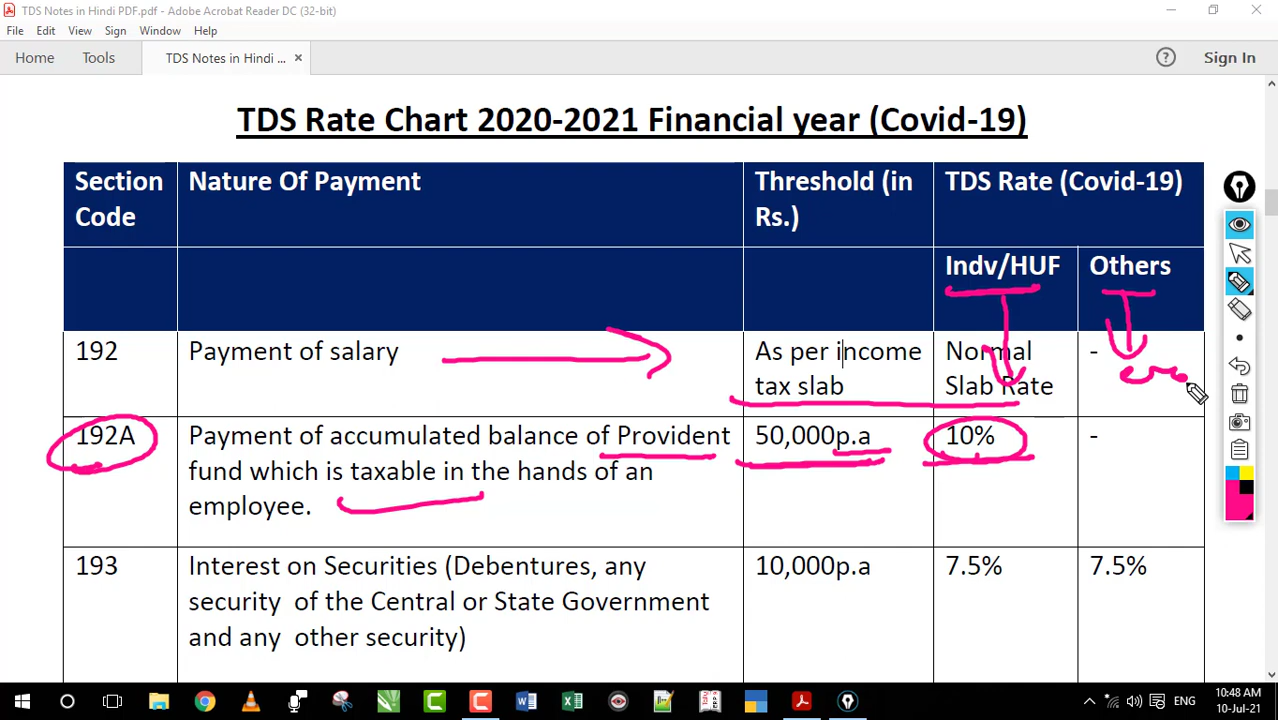 TDS Notes in Hindi PDF.pdf - Adobe Acrobat Reader DC (32-bit)
File Edit View Sign Window Help
Home Tools TDS Notes in Hindi ... × Sign In
TDS Rate Chart 2020-2021 Financial year (Covid-19)
Section Code
Nature Of Payment
Threshold (in Rs.)
TDS Rate (Covid-19)
Indv/HUF
Others
192
Payment of salary
As per income
tax slab
Normal
Slab Rate
-
192A
Payment of accumulated balance of Provident
fund which is taxable in the hands of an
employee.
50,000p.a
10%
-
193
Interest on Securities (Debentures, any
security of the Central or State Government
and any other security)
10,000p.a
7.5%
7.5%
ENG
10:48 AM
10-Jul-21